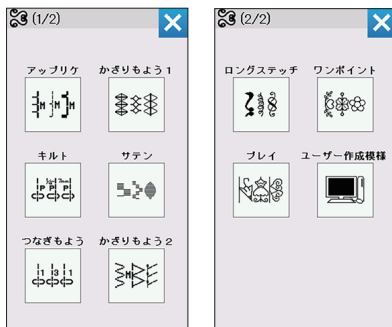 (1/2)
アップリケ かざりもよう1
キルト サテン
つなぎもよう かざりもよう2
(2/2)
ロングステッチ ワンポイント
プレイ ユーザー作成模様